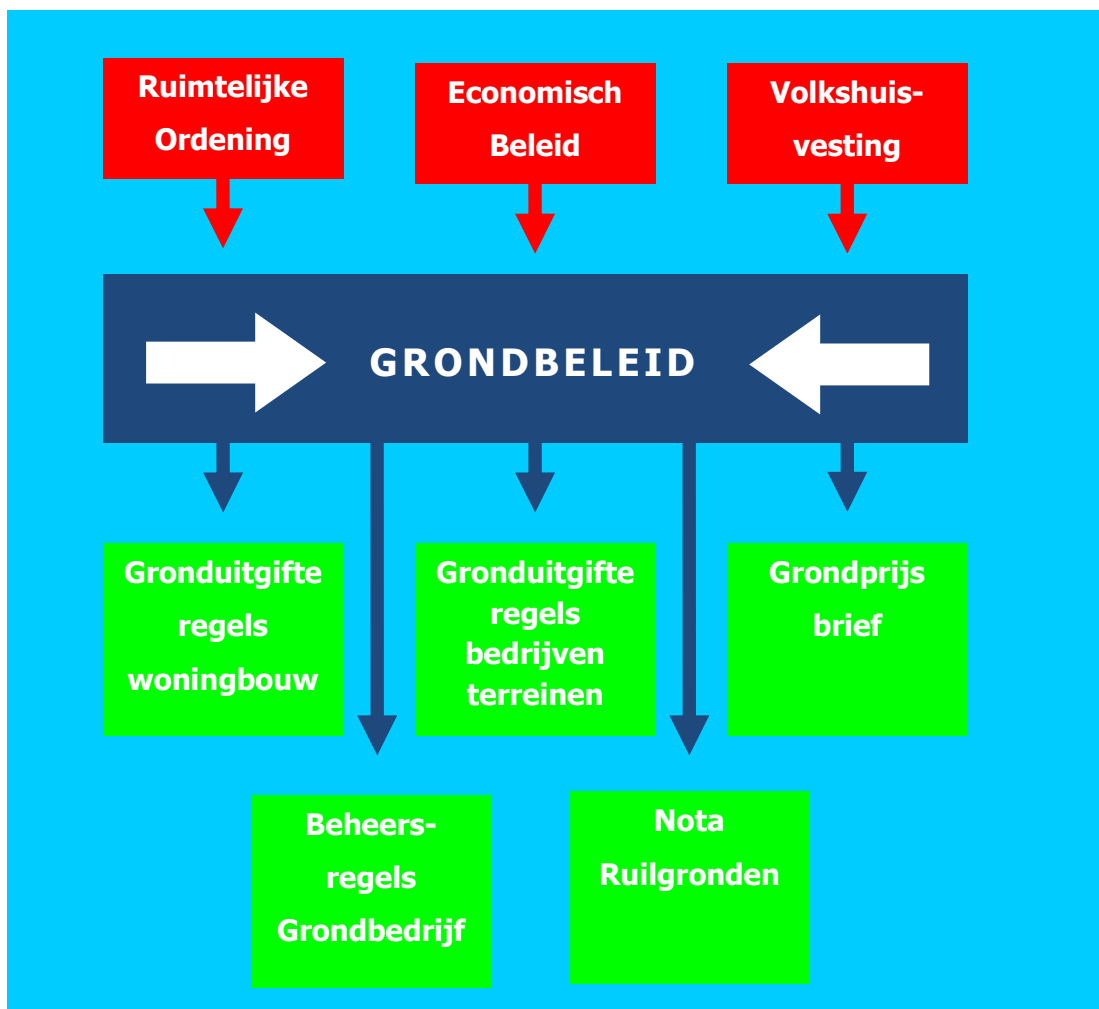 Ruimtelijke
Ordening
Economisch
Beleid
Volkshuis-
vesting
GRONDBELEID
Gronduitgifte
regels
woningbouw
Gronduitgifte
regels
bedrijven
terreinen
Grondprijs
brief
Beheers-
regels
Grondbedrijf
Nota
Ruilgronden